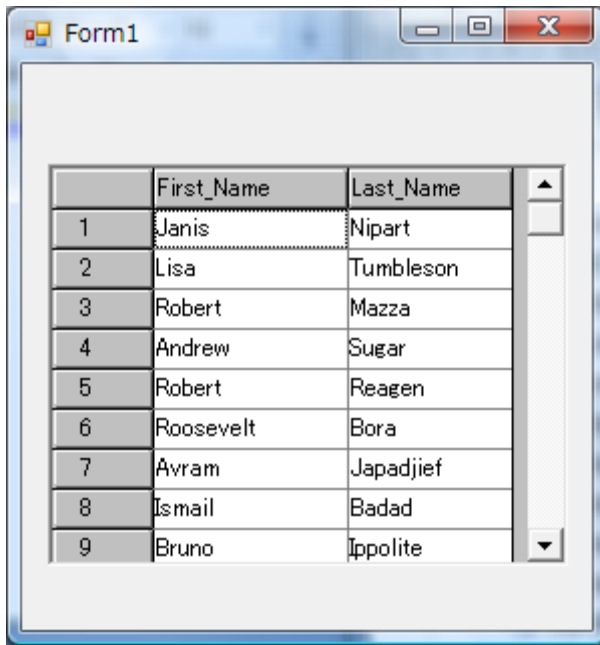 Form1
First_Name Last_Name
1 Janis Nipart
2 Lisa Tumbleson
3 Robert Mazza
4 Andrew Sugar
5 Robert Reagen
6 Roosevelt Bora
7 Avram Japadjief
8 Ismail Badad
9 Bruno Ippolite